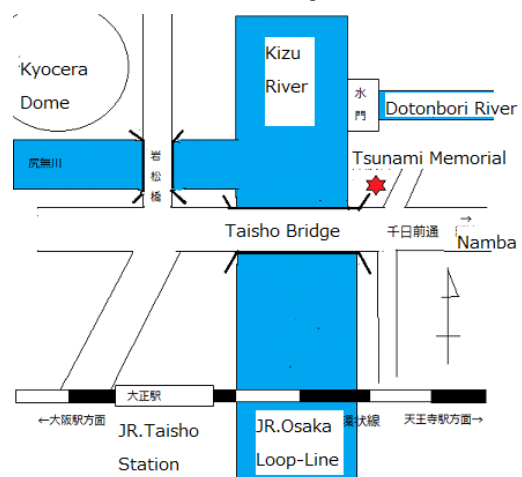 Kyocera
Dome
Kizu
River
水
門
Dotonbori River
尻無川
岩
松
橋
Tsunami Memorial
Taisho Bridge
千日前通
→
Namba
大正駅
←大阪駅方面
JR.Taisho
Station
JR.Osaka
Loop-Line
環状線
天王寺駅方面→